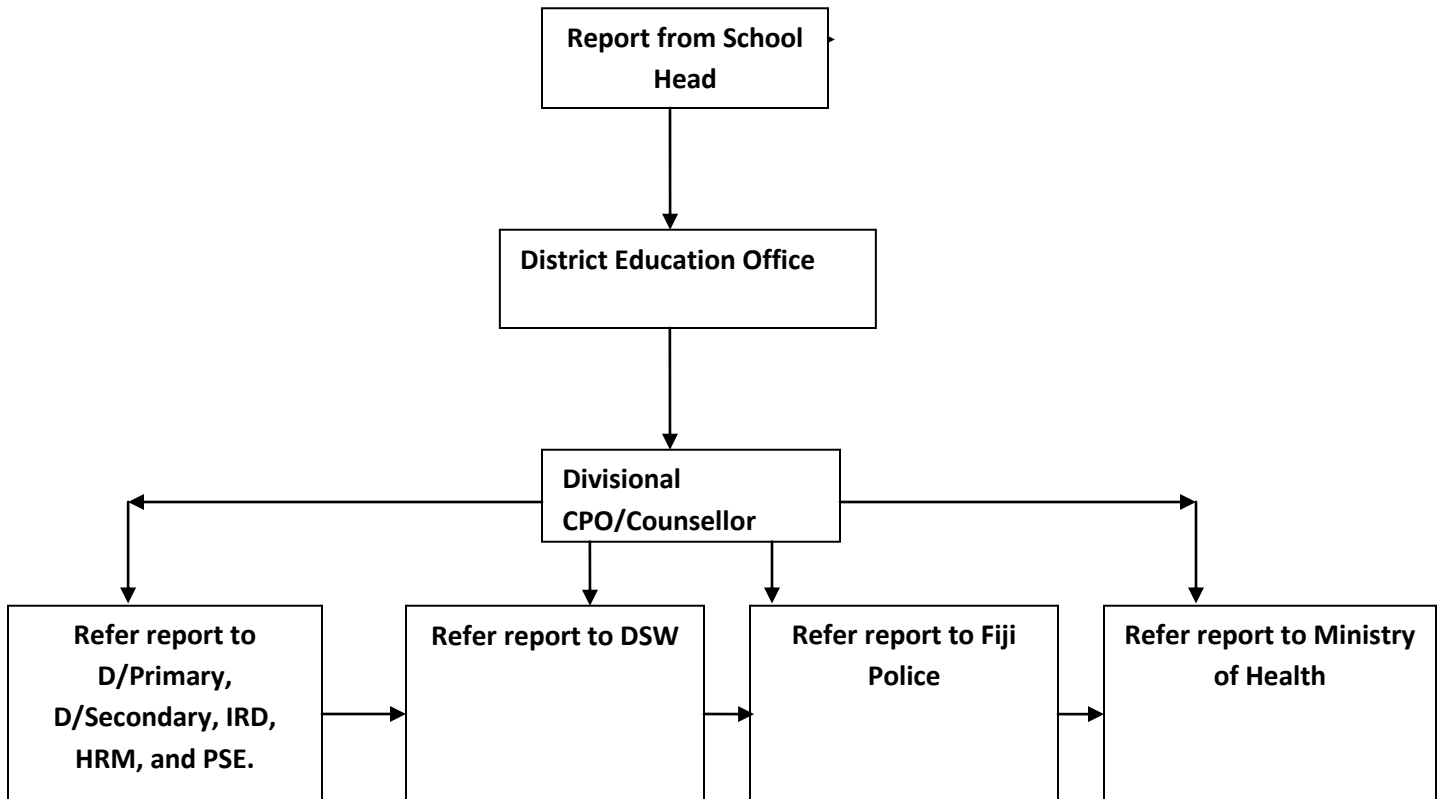 Report from School
Head
District Education Office
Divisional
CPO/Counsellor
Refer report to
D/Primary,
D/Secondary, IRD,
HRM, and PSE.
Refer report to DSW
Refer report to Fiji
Police
Refer report to Ministry
of Health